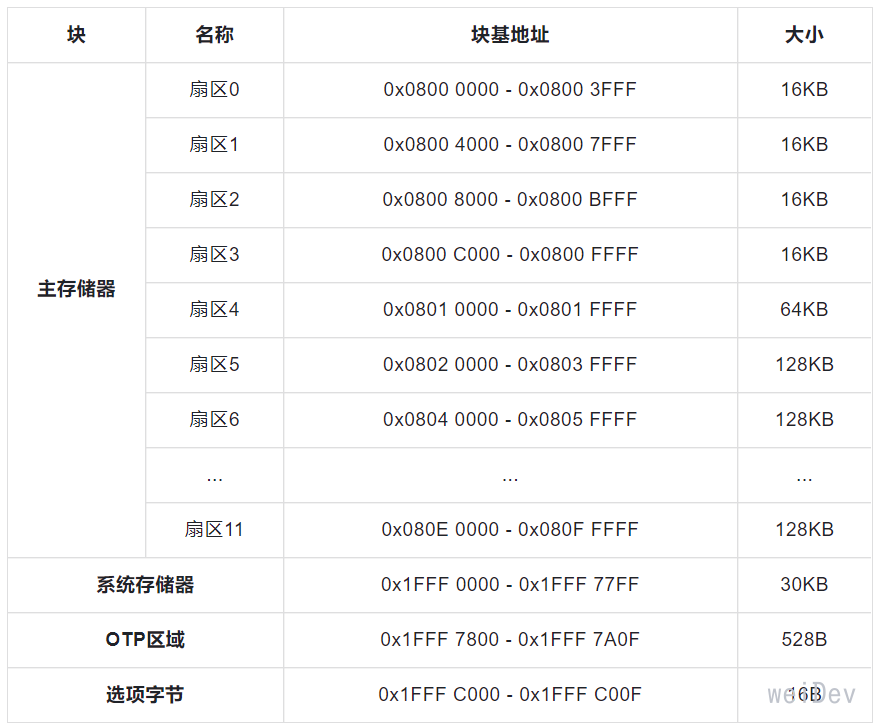 块 名称 块基地址 大小
扇区0 0x0800 0000 - 0x0800 3FFF 16KB
扇区1 0x0800 4000 - 0x0800 7FFF 16KB
扇区2 0x0800 8000 - 0x0800 BFFF 16KB
扇区3 0x0800 C000 - 0x0800 FFFF 16KB
主存储器
扇区4 0x0801 0000 - 0x0801 FFFF 64KB
扇区5 0x0802 0000 - 0x0803 FFFF 128KB
扇区6 0x0804 0000 - 0x0805 FFFF 128KB
... ... ...
扇区11 0x080E 0000 - 0x080F FFFF 128KB
系统存储器 0x1FFF 0000 - 0x1FFF 77FF 30KB
OTP区域 0x1FFF 7800 - 0x1FFF 7A0F 528B
选项字节 0x1FFF C000 - 0x1FFF C00F 16B
weiDev